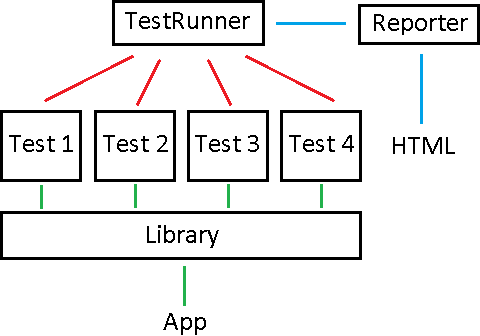 TestRunner
Reporter
Test 1
Test 2
Test 3
Test 4
HTML
Library
App